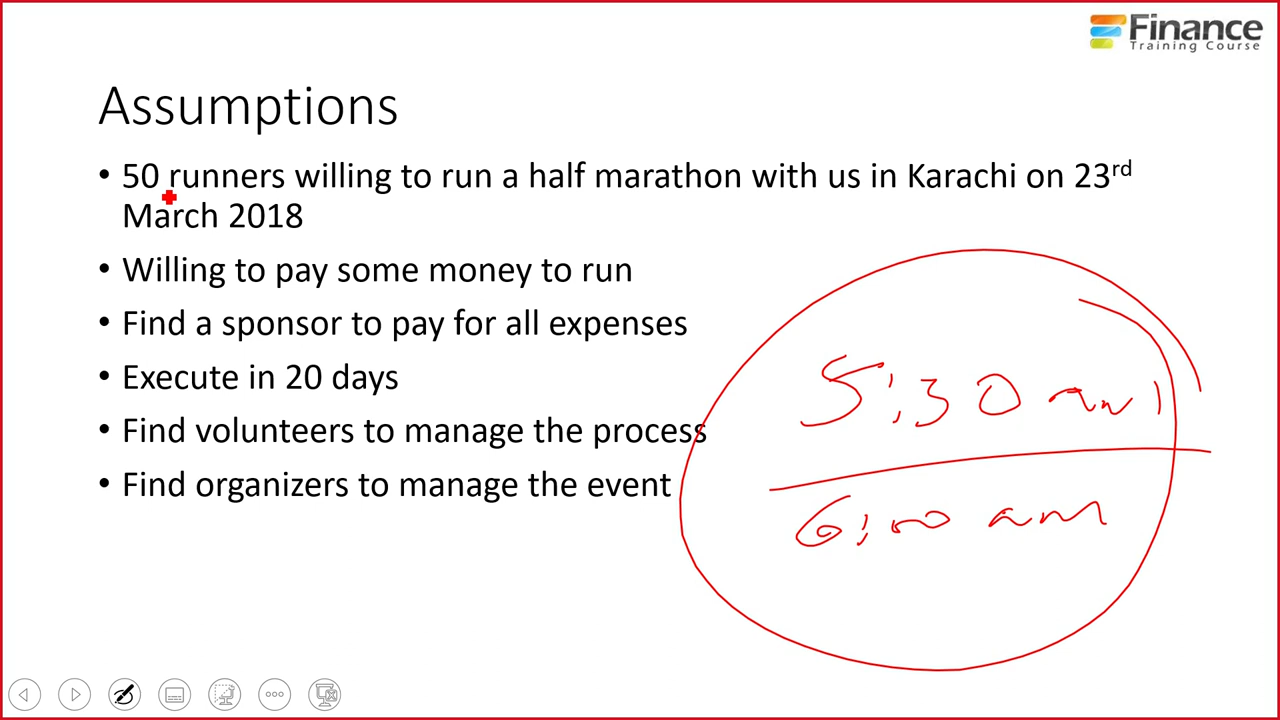 Finance
Training Course
Assumptions
• 50 runners willing to run a half marathon with us in Karachi on 23rd
March 2018
• Willing to pay some money to run
• Find a sponsor to pay for all expenses
• Execute in 20 days
• Find volunteers to manage the process
• Find organizers to manage the event
5:30 am
6:00 am